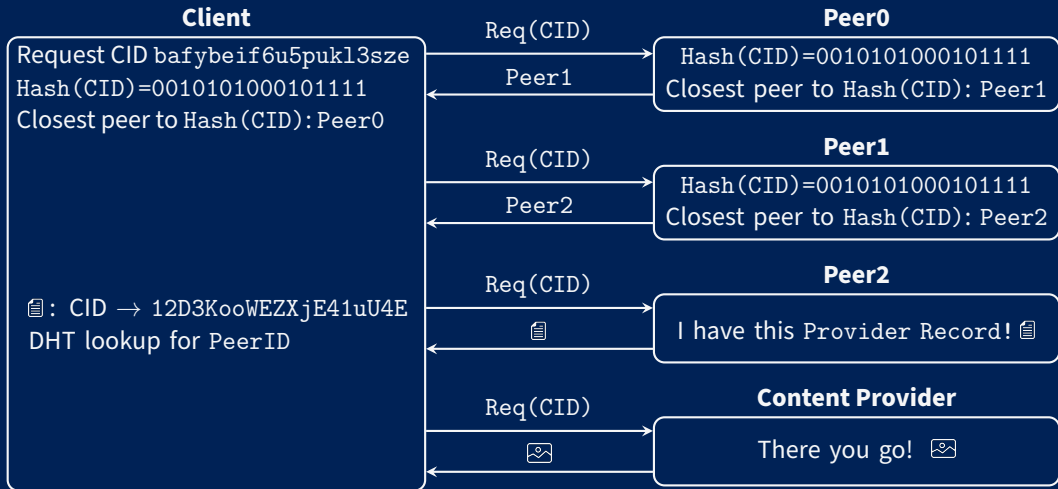 Client
Request CID bafybeif6u5pukl3sze
Hash(CID)=0010101000101111
Closest peer to Hash(CID): Peer0
: CID → 12D3KooWEZXjE41uU4E
DHT lookup for PeerID
Req(CID)
Peer1
Peer0
Hash(CID)=0010101000101111
Closest peer to Hash(CID): Peer1
Req(CID)
Peer2
Peer1
Hash(CID)=0010101000101111
Closest peer to Hash(CID): Peer2
Req(CID)
Peer2
I have this Provider Record!
Req(CID)
Content Provider
There you go!